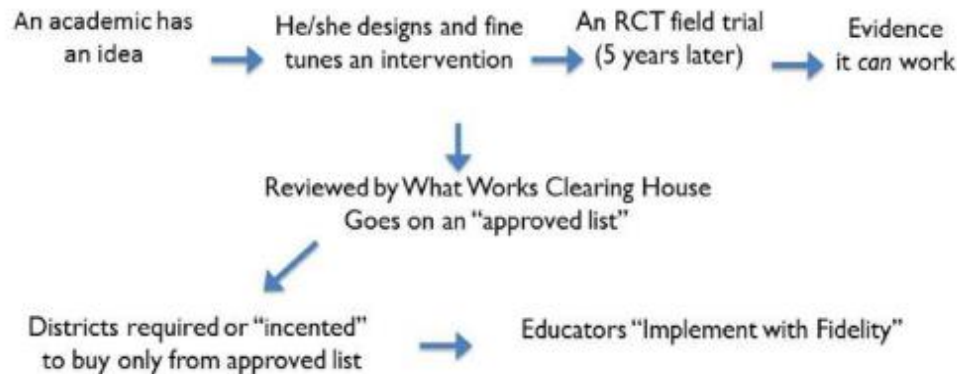 An academic has
an idea
He/she designs and fine
tunes an intervention
An RCT field trial
(5 years later)
Evidence
it can work
Reviewed by What Works Clearing House
Goes on an “approved list”
Districts required or “incented”
to buy only from approved list
Educators “Implement with Fidelity”